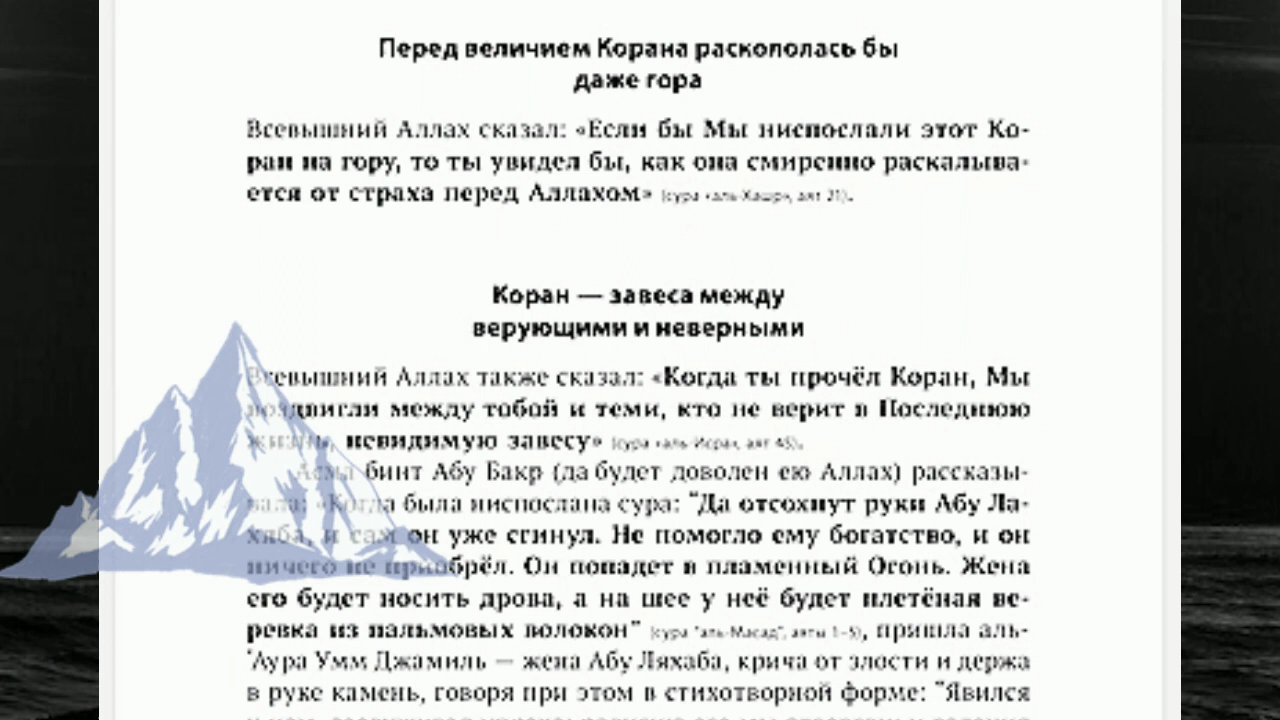 Перед величием Корана раскололась бы
даже гора
Всевышний Аллах сказал: «Если бы Мы ниспослали этот Ко-
ран на гору, то ты увидел бы, как она смиренно раскалыва-
ется от страха перед Аллахом» (сура «аль-Хашр», аят 21).
Коран — завеса между
верующими и неверными
Всевышний Аллах также сказал: «Когда ты прочёл Коран, Мы
воздвигли между тобой и теми, кто не верит в Последнюю
жизнь, невидимую завесу» (сура «аль-Исра», аят 45).
Асма бинт Абу Бакр (да будет доволен ею Аллах) рассказы-
вала: «Когда была ниспослана сура: "Да отсохнут руки Абу Ля-
хаба, и сам он уже сгинул. Не помогло ему богатство, и он
ничего не приобрёл. Он попадет в пламенный Огонь. Жена
его будет носить дрова, а на шее у неё будет плетёная ве-
ревка из пальмовых волокон" (сура "аль-Масад", аяты 1–5), пришла аль-
'Аура Умм Джамиль — жена Абу Ляхаба, крича от злости и держа
в руке камень, говоря при этом в стихотворной форме: "Явился